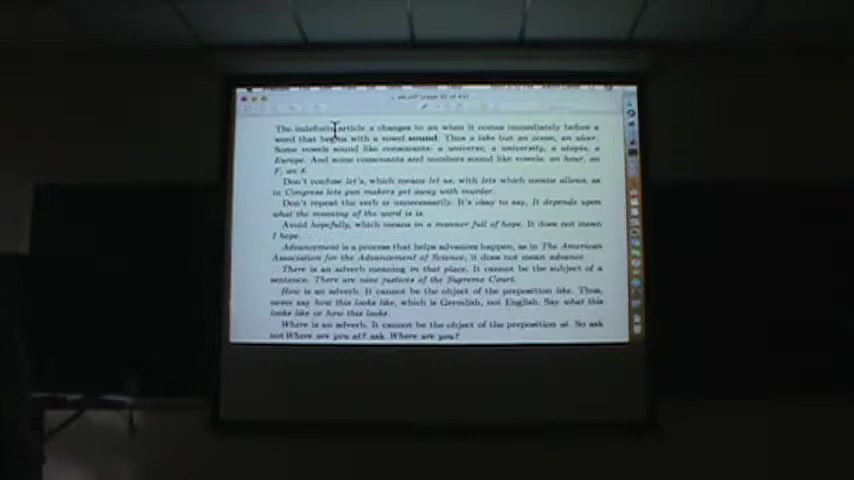 The indefinite article a changes to an when it comes immediately before a
word that begins with a vowel sound. Thus a lake but an ocean, an ulcer.
Some vowels sound like consonants: a universe, a university, a utopia, a
Europe. And some consonants and numbers sound like vowels: an hour, an
F, an 8.
Don't confuse let's, which means let us, with lets which means allows, as
in Congress lets gun makers get away with murder.
Don't repeat the verb is unnecessarily. It's okay to say, It depends upon
what the meaning of the word is is.
Avoid hopefully, which means in a manner full of hope. It does not mean
I hope.
Advancement is a process that helps advances happen, as in The American
Association for the Advancement of Science; it does not mean advance.
There is an adverb meaning in that place. It cannot be the subject of a
sentence. There are nine justices of the Supreme Court.
How is an adverb. It cannot be the object of the preposition like. Thus,
never say how this looks like, which is Germlish, not English. Say what this
looks like or how this looks.
Where is an adverb. It cannot be the object of the preposition at. So ask
not Where are you at? ask Where are you?